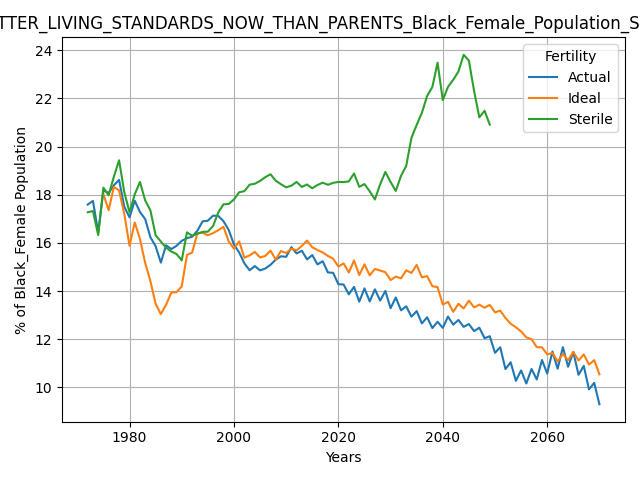 TTER_LIVING_STANDARDS_NOW_THAN_PARENTS_Black_Female_Population_S
Fertility
Actual
Ideal
Sterile
% of Black_Female Population
24
22
20
18
16
14
12
10
1980
2000
2020
2040
2060
Years